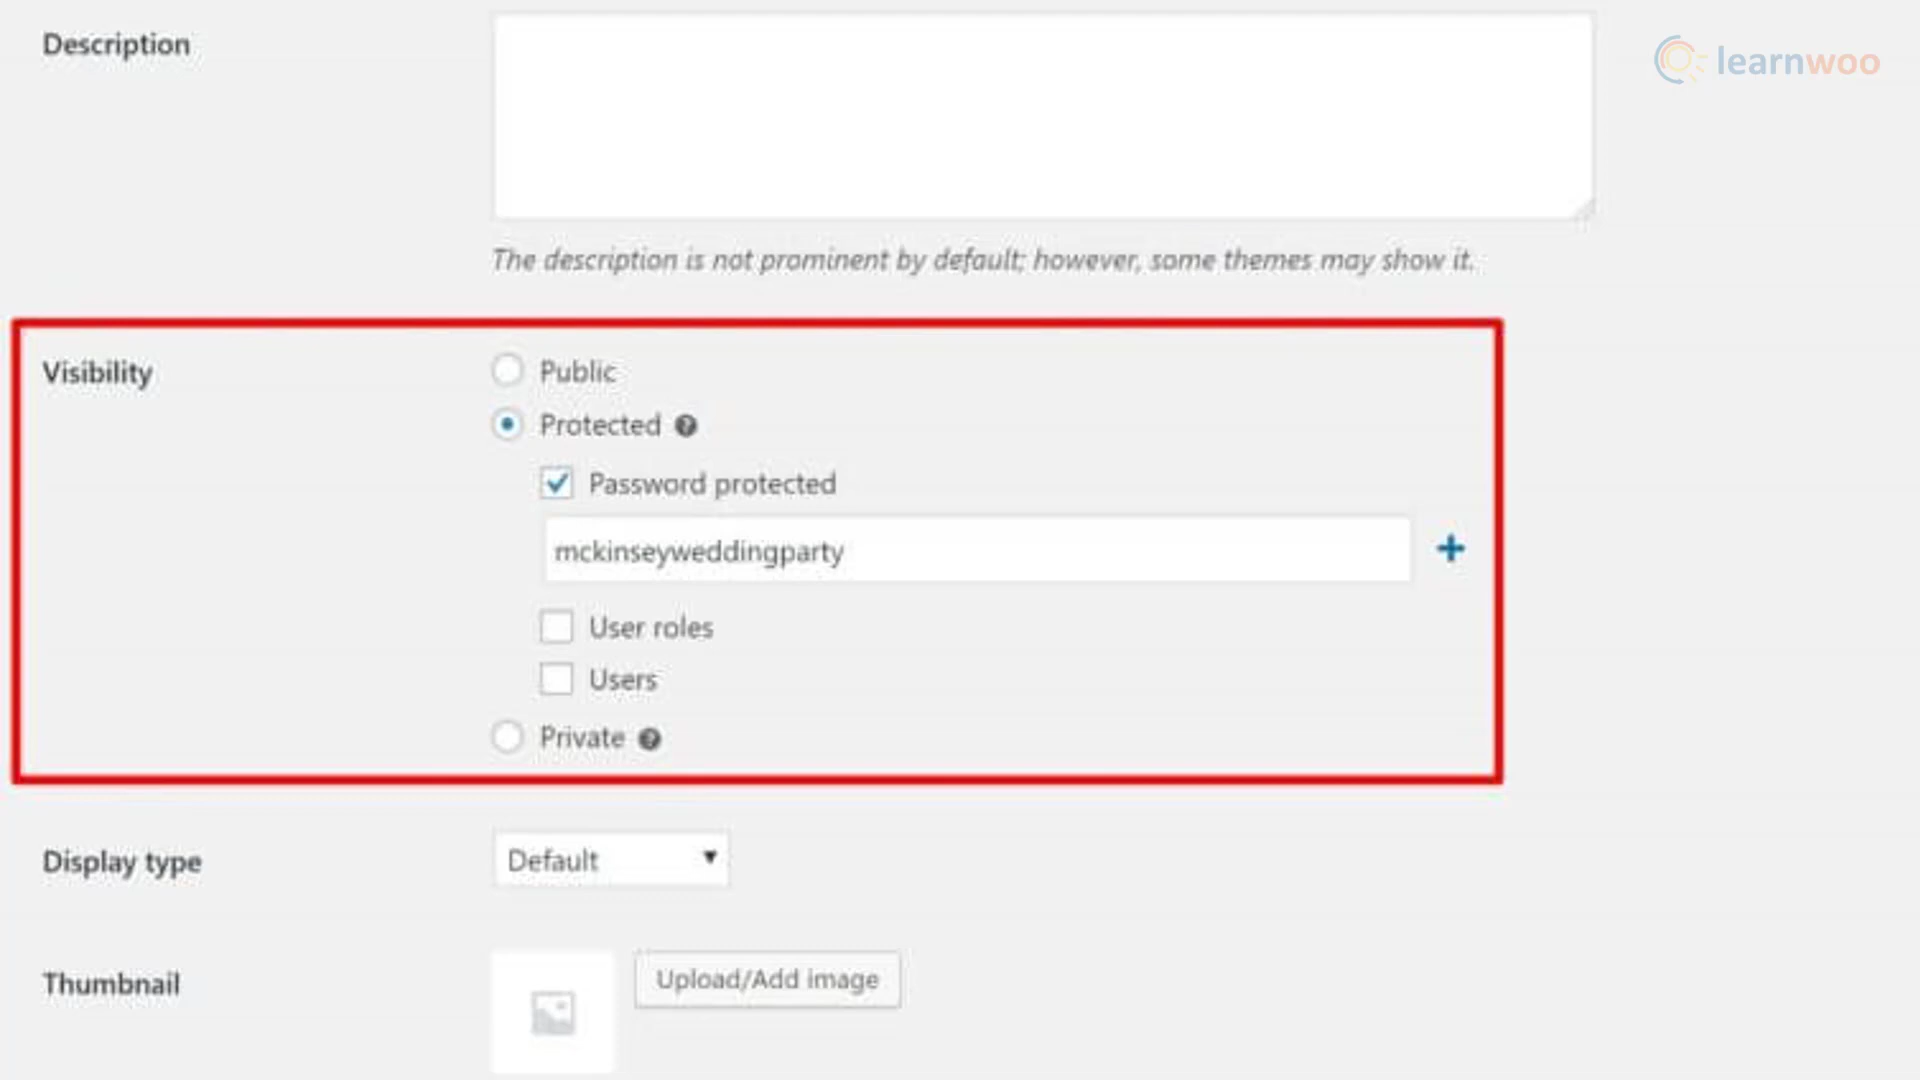 Description
learnwoo
The description is not prominent by default; however, some themes may show it.
Visibility
Public
Protected
Password protected
mckinseyweddingparty
User roles
Users
Private
Display type
Default
Thumbnail
Upload/Add image